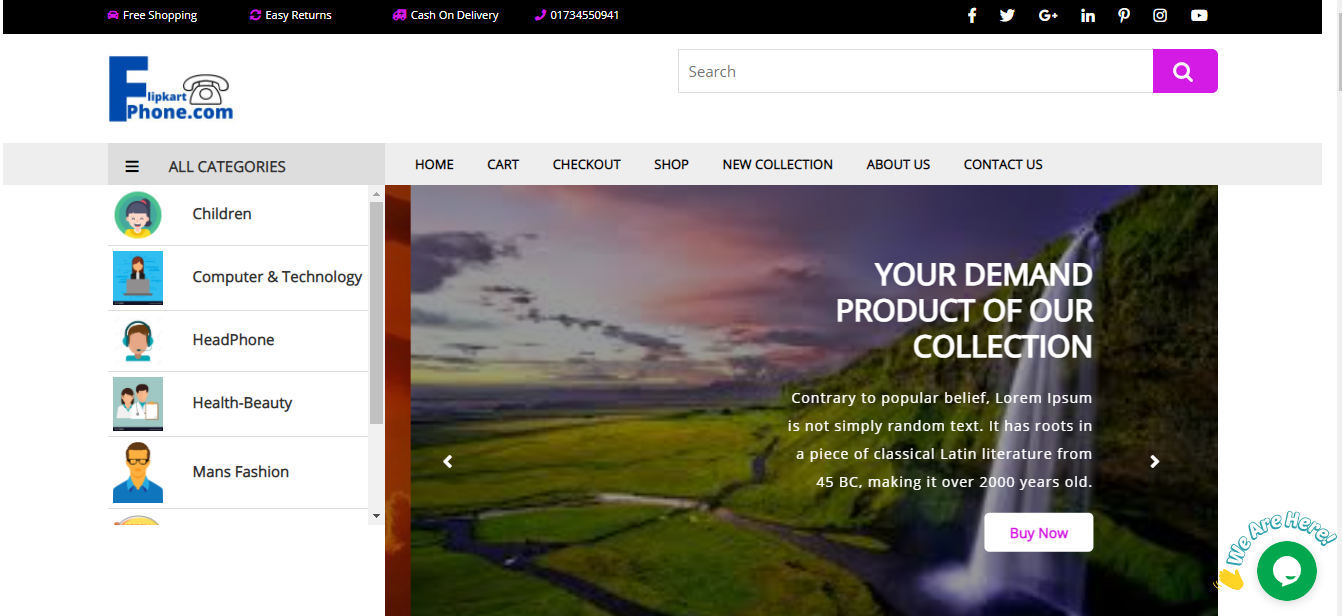 Free Shopping
Easy Returns
Cash On Delivery
01734550941
Flipkart
Phone.com
Search
ALL CATEGORIES
HOME
CART
CHECKOUT
SHOP
NEW COLLECTION
ABOUT US
CONTACT US
Children
Computer & Technology
HeadPhone
Health-Beauty
Mans Fashion
YOUR DEMAND
PRODUCT OF OUR
COLLECTION
Contrary to popular belief, Lorem Ipsum
is not simply random text. It has roots in
a piece of classical Latin literature from
45 BC, making it over 2000 years old.
Buy Now
We Are Here!